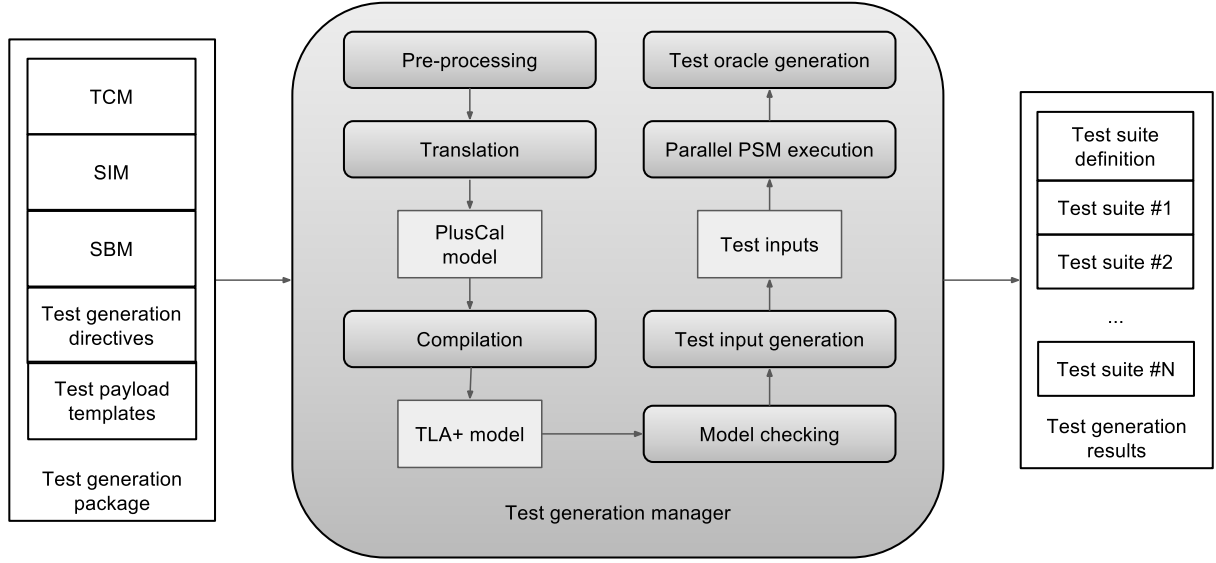 TCM
SIM
SBM
Test generation
directives
Test payload
templates
Test generation
package
Pre-processing
Translation
PlusCal
model
Compilation
TLA+ model
Test oracle generation
Parallel PSM execution
Test inputs
Test input generation
Model checking
Test generation manager
Test suite
definition
Test suite #1
Test suite #2
...
Test suite #N
Test generation
results